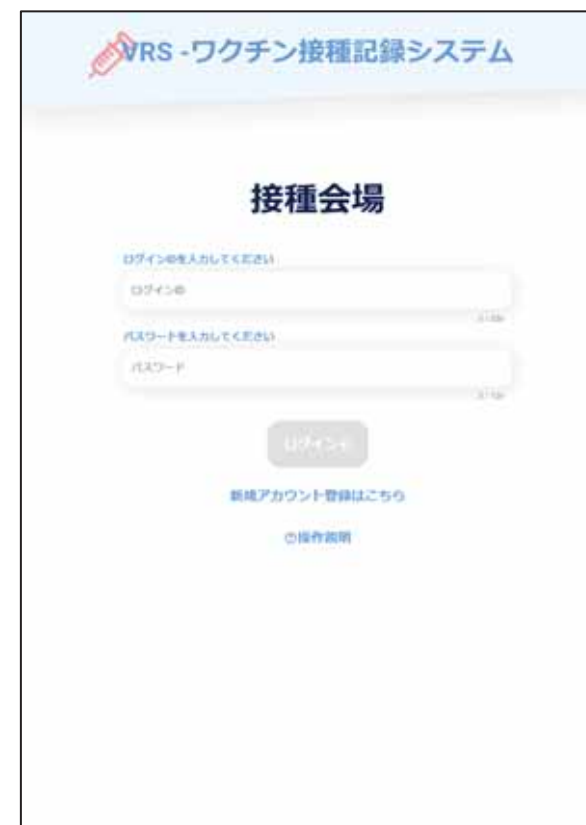 VRS -ワクチン接種記録システム
接種会場
ログインIDを入力してください
ログインID
パスワードを入力してください
パスワード
ログイン
新規アカウント登録はこちら
操作説明